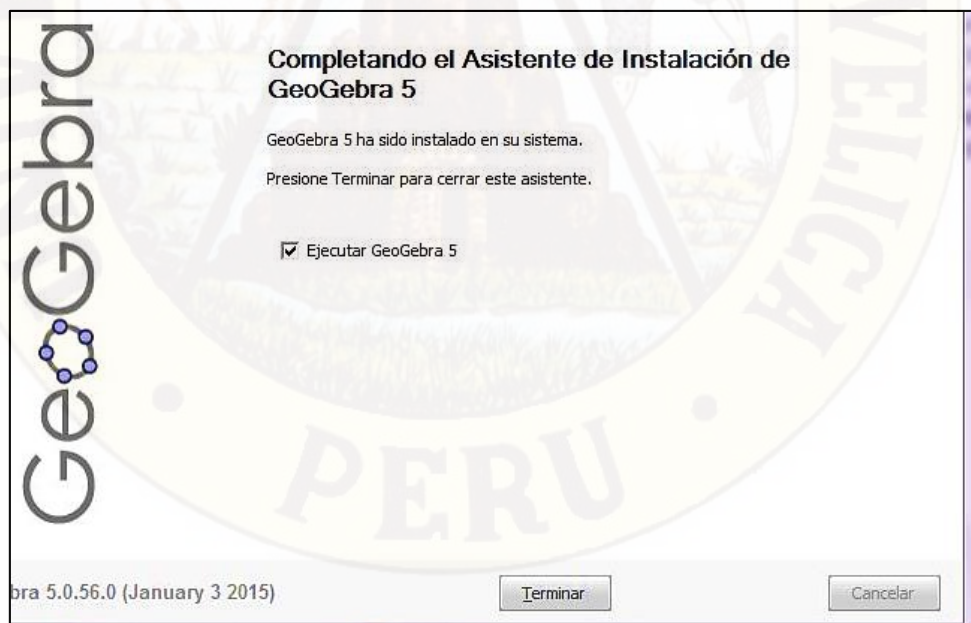 GeoGebra
Completando el Asistente de Instalación de
GeoGebra 5
GeoGebra 5 ha sido instalado en su sistema.
Presione Terminar para cerrar este asistente.
Ejecutar GeoGebra 5
bra 5.0.56.0 (January 3 2015)
Terminar
Cancelar
VELICA
PERU